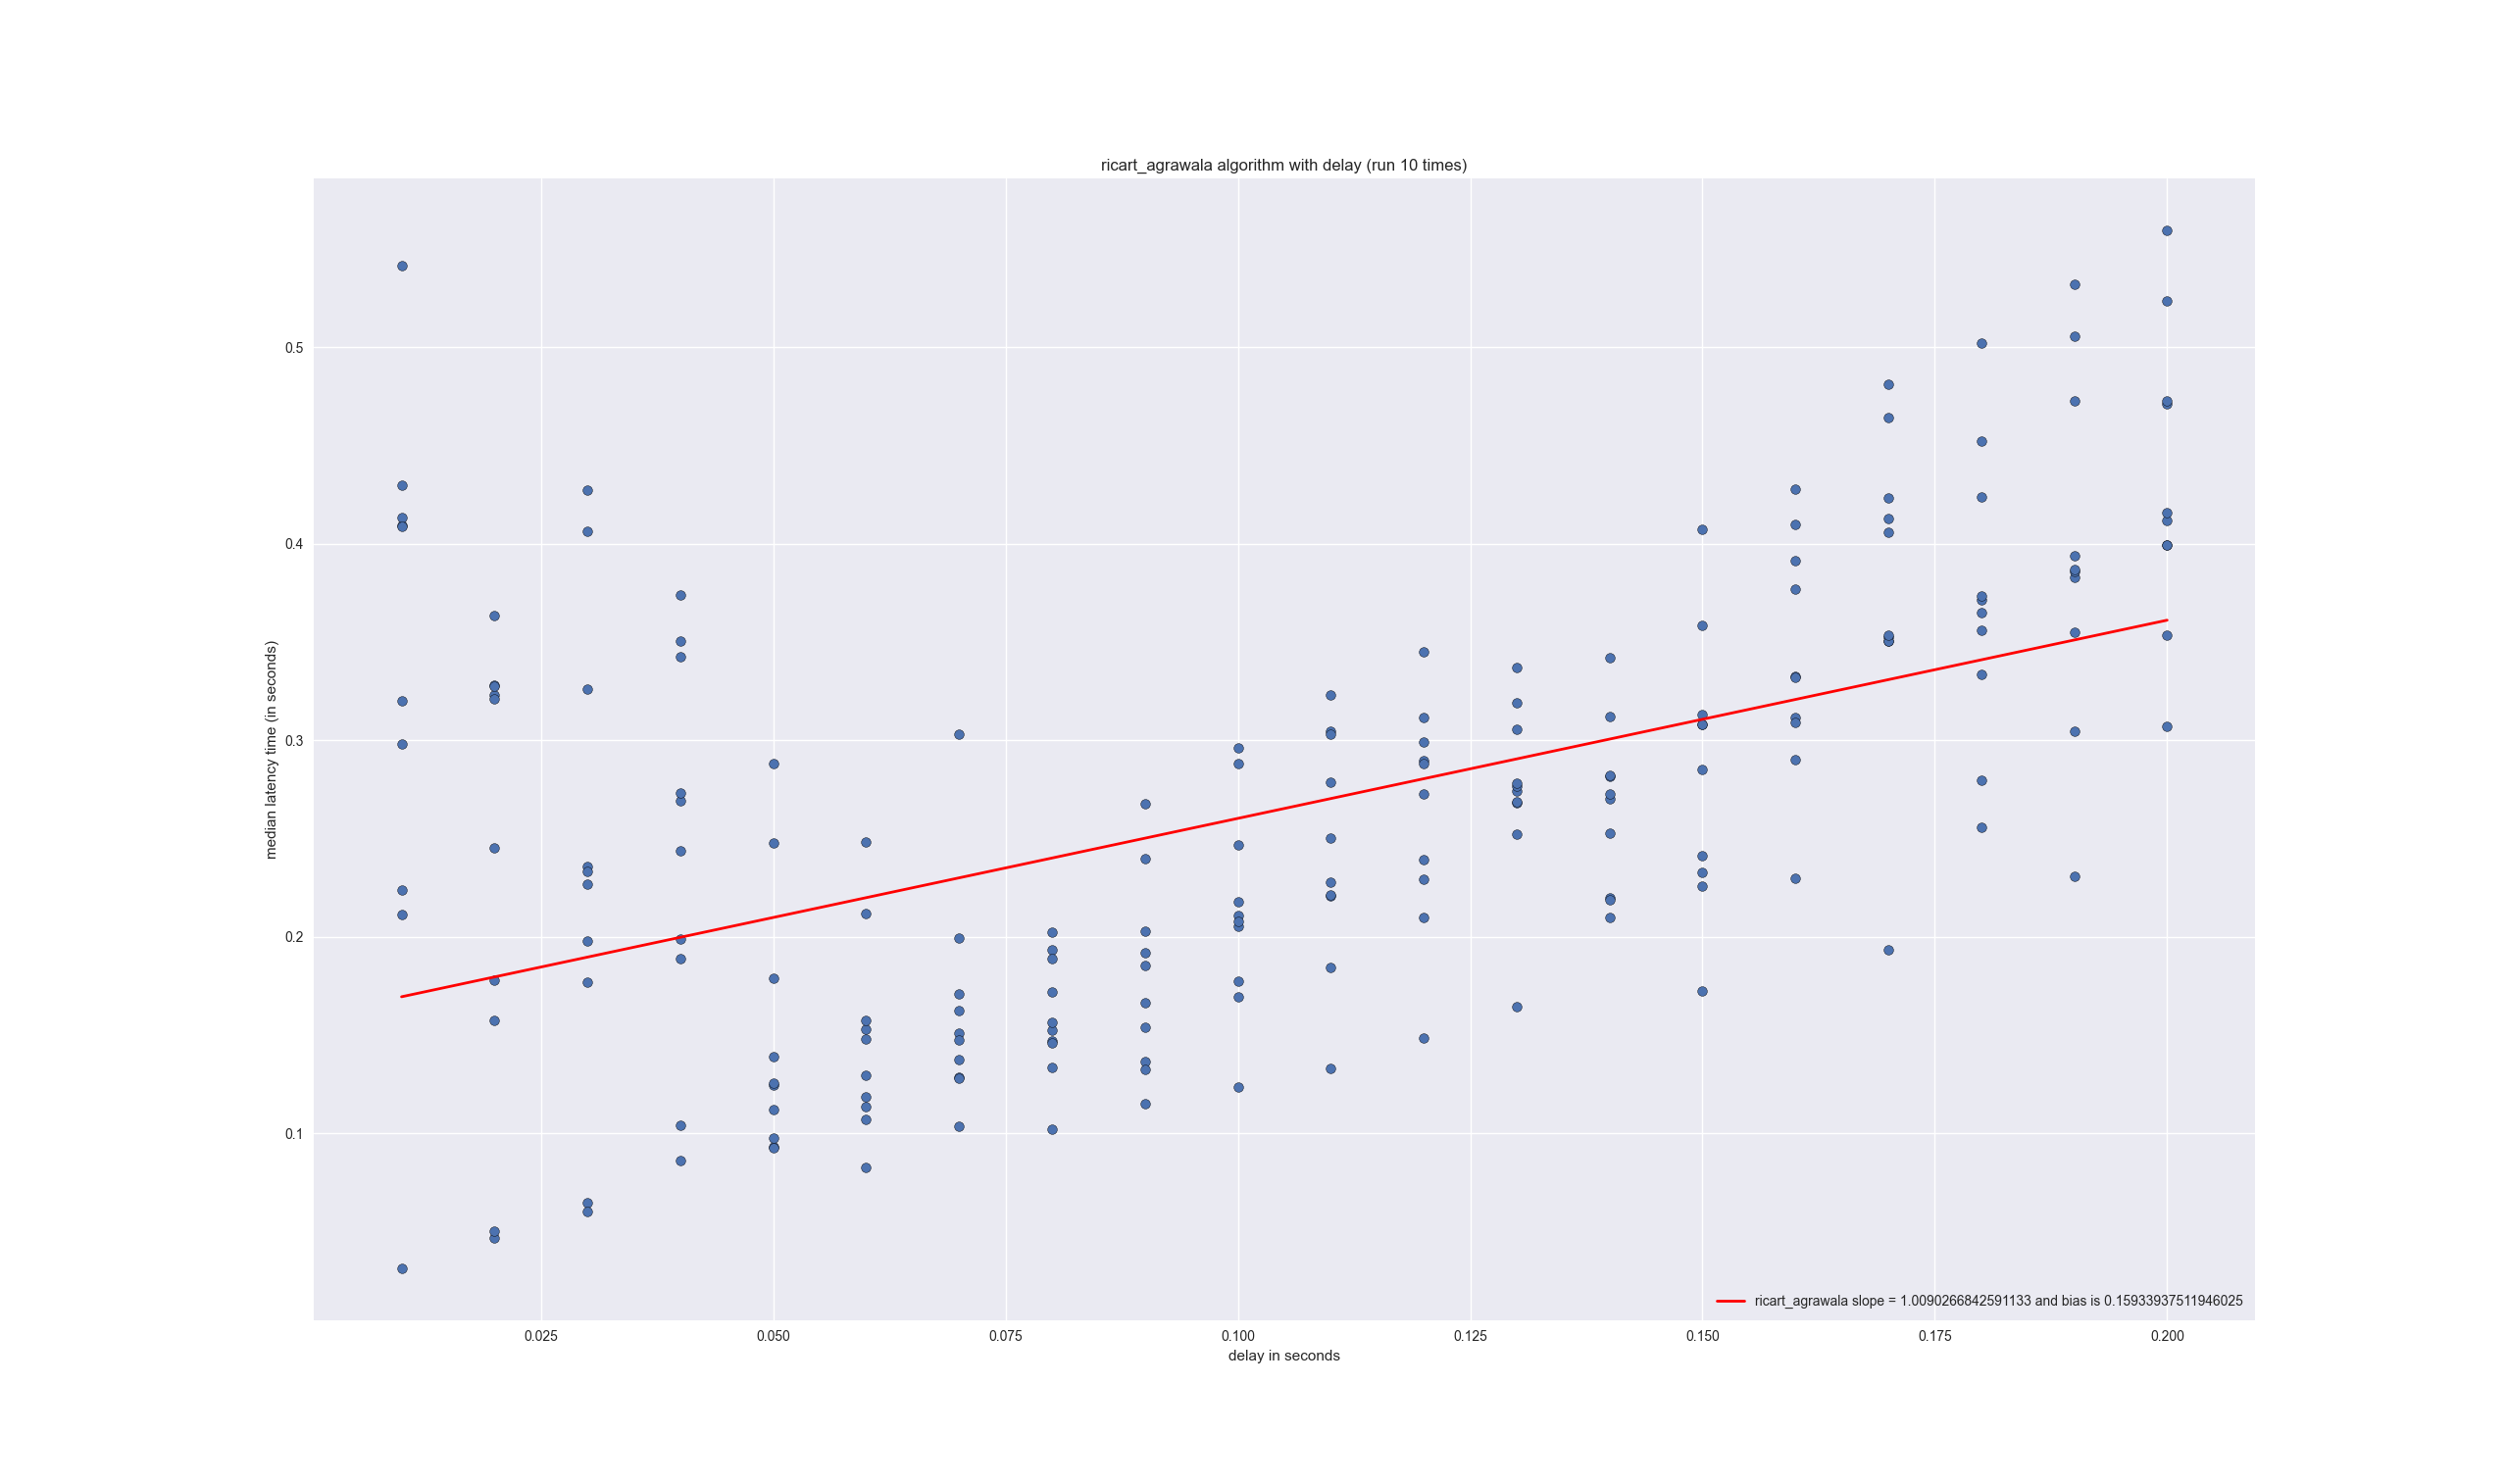 ricart_agrawala algorithm with delay (run 10 times)
0.5
0.4
0.3
0.2
0.1
median latency time (in seconds)
ricart_agrawala slope = 1.0090266842591133 and bias is 0.15933937511946025
0.025 0.050 0.075 0.100 0.125 0.150 0.175 0.200
delay in seconds